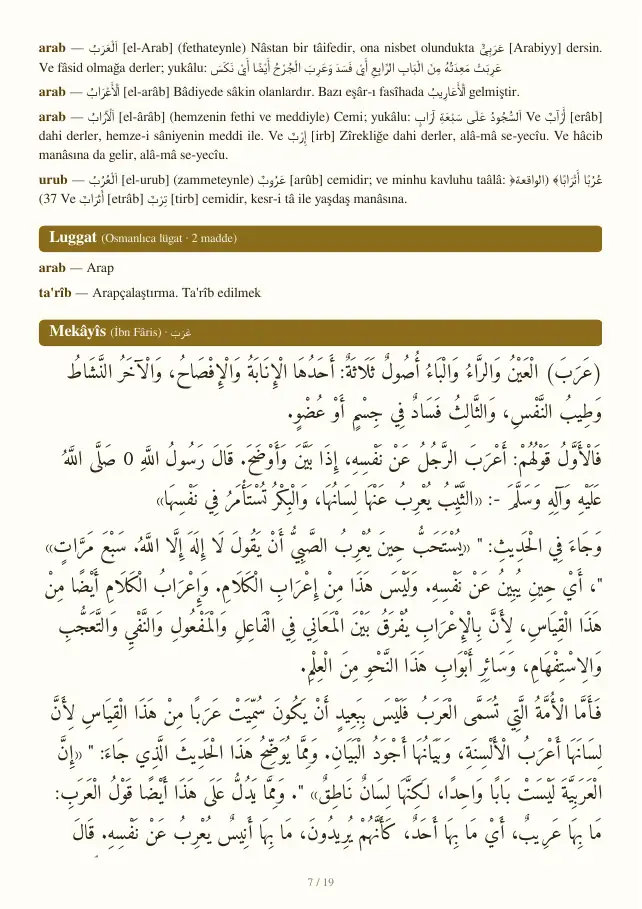 arab — اَلْعَرَبُ [el-Arab] (fethateynle) Nâstan bir tâifedir, ona nisbet olundukta عَرَبِيٌّ [Arabiyy] dersin.
Ve fâsid olmağa derler; yukâlu: عَرِبَتْ مَعِدَتُهُ مِنْ الْبَابِ الرَّابِعِ أَيْ فَسَدَ وَعَرِبَ الْجُرْحُ أَيْضًا أَيْ نَكَسَ
arab — اَلْأَعْرَابُ [el-arâb] Bâdiyede sâkin olanlardır. Bazı eşâr-ı fasîhada اَلْأَعَارِيبُ gelmiştir.
arab — اَلْآرَابُ [el-ârâb] (hemzenin fethi ve meddiyle) Cemi; yukâlu: اَلسُّجُودُ عَلَى سَبْعَةِ آرَابٍ Ve أَرْآبٌ [erâb]
dahi derler, hemze-i sâniyenin meddi ile. Ve إِرْبٌ [irb] Zîrekliğe dahi derler, alâ-mâ se-yecîu. Ve hâcib
manâsına da gelir, alâ-mâ se-yecîu.
urub — اَلْعُرُبُ [el-urub] (zammeteynle) عَرُوبٌ [arûb] cemidir; ve minhu kavluhu taâlâ: ﴿عُرُبًا أَتْرَابًا﴾ (الواقعة
(37 Ve أَتْرَابٌ [etrâb] تِرْبٌ [tirb] cemidir, kesr-i tâ ile yaşdaş manâsına.
Luggat (Osmanlıca lügat · 2 madde)
arab — Arap
ta'rîb — Arapçalaştırma. Ta'rîb edilmek
Mekâyîs (İbn Fâris) · عَرَبَ
(عَرَبَ) الْعَيْنُ وَالرَّاءُ وَالْبَاءُ أُصُولٌ ثَلَاثَةٌ: أَحَدُهَا الْإِنَابَةُ وَالْإِفْصَاحُ، وَالْآخَرُ النَّشَاطُ
وَطِيبُ النَّفْسِ، وَالثَّالِثُ فَسَادٌ فِي جِسْمٍ أَوْ عُضْوٍ.
فَالْأَوَّلُ قَوْلُهُمْ: أَعْرَبَ الرَّجُلُ عَنْ نَفْسِهِ، إِذَا بَيَّنَ وَأَوْضَحَ. قَالَ رَسُولُ اللَّهِ 0 صَلَّى اللَّهُ
عَلَيْهِ وَآلِهِ وَسَلَّمَ -: «الثَّيِّبُ يُعْرِبُ عَنْهَا لِسَانُهَا، وَالْبِكْرُ تُسْتَأْمَرُ فِي نَفْسِهَا»
وَجَاءَ فِي الْحَدِيثِ: " «يُسْتَحَبُّ حِينَ يُعْرِبُ الصَّبِيُّ أَنْ يَقُولَ لَا إِلَهَ إِلَّا اللَّهُ. سَبْعَ مَرَّاتٍ»
"، أَيْ حِينِ يُبِينُ عَنْ نَفْسِهِ. وَلَيْسَ هَذَا مِنْ إِعْرَابِ الْكَلَامِ. وَإِعْرَابُ الْكَلَامِ أَيْضًا مِنْ
هَذَا الْقِيَاسِ، لِأَنَّ بِالْإِعْرَابِ يُفْرَقُ بَيْنَ الْمَعَانِي فِي الْفَاعِلِ وَالْمَفْعُولِ وَالنَّفْيِ وَالتَّعَجُّبِ
وَالِاسْتِفْهَامِ، وَسَائِرِ أَبْوَابِ هَذَا النَّحْوِ مِنَ الْعِلْمِ.
فَأَمَّا الْأُمَّةُ الَّتِي تُسَمَّى الْعَرَبُ فَلَيْسَ بِبَعِيدٍ أَنْ يَكُونَ سُمِّيَتْ عَرَبًا مِنْ هَذَا الْقِيَاسِ لِأَنَّ
لِسَانَهَا أَعْرَبُ الْأَلْسِنَةِ، وَبَيَانَهَا أَجْوَدُ الْبَيَانِ. وَمِمَّا يُوَضِّحُ هَذَا الْحَدِيثَ الَّذِي جَاءَ: " «إِنَّ
الْعَرَبِيَّةَ لَيْسَتْ بَابًا وَاحِدًا، لَكِنَّهَا لِسَانٌ نَاطِقٌ» ". وَمِمَّا يَدُلُّ عَلَى هَذَا أَيْضًا قَوْلُ الْعَرَبِ:
مَا بِهَا عَرِيبٌ، أَيْ مَا بِهَا أَحَدٌ، كَأَنَّهُمْ يُرِيدُونَ، مَا بِهَا أَنِيسٌ يُعْرِبُ عَنْ نَفْسِهِ. قَالَ
7 / 19